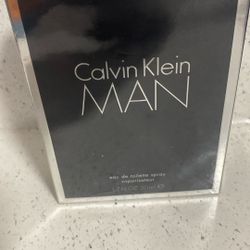 Calvin Klein
MAN
eau de toilette spray
vaporisateur